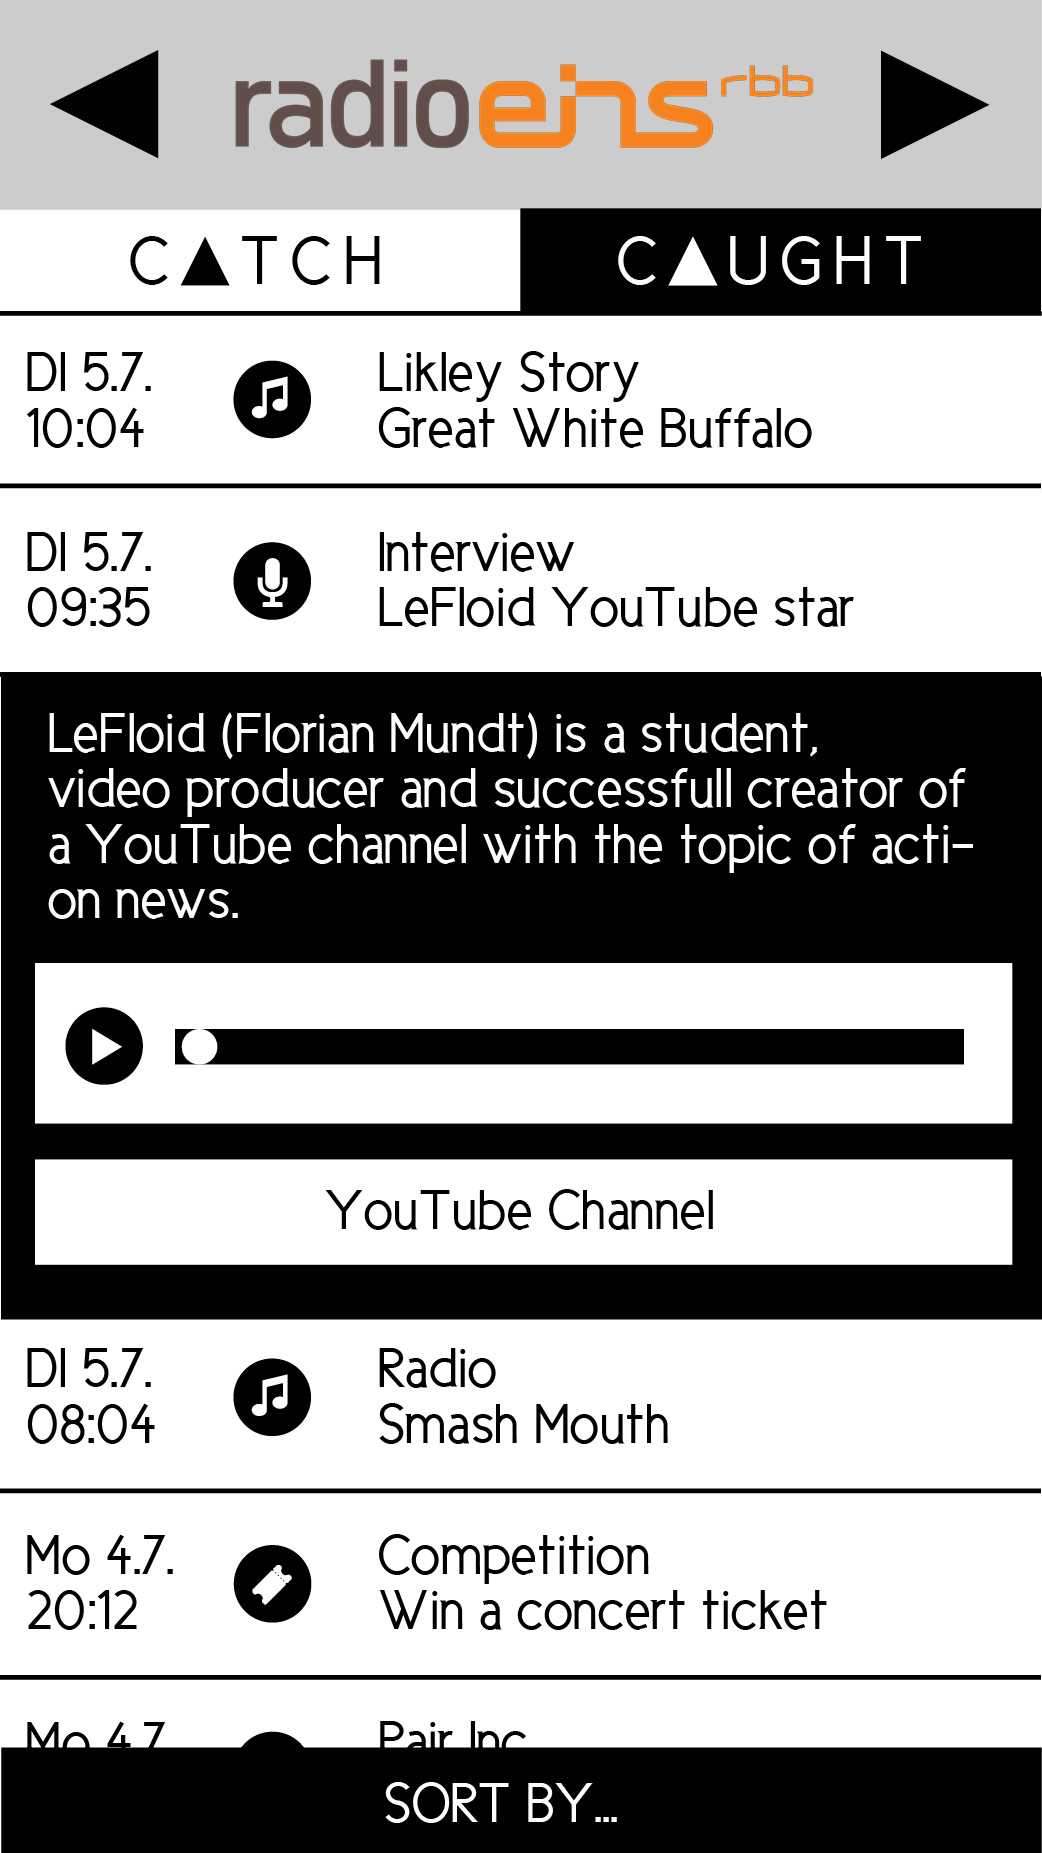 radioeins rbb
C▲TCH
C▲UGHT
DI 5.7.
10:04
Likley Story
Great White Buffalo
DI 5.7.
09:35
Interview
LeFloid YouTube star
LeFloid (Florian Mundt) is a student,
video producer and successfull creator of
a YouTube channel with the topic of acti-
on news.
YouTube Channel
DI 5.7.
08:04
Radio
Smash Mouth
Mo 4.7.
20:12
Competition
Win a concert ticket
Mo 4.7
Pair Inc
SORT BY...